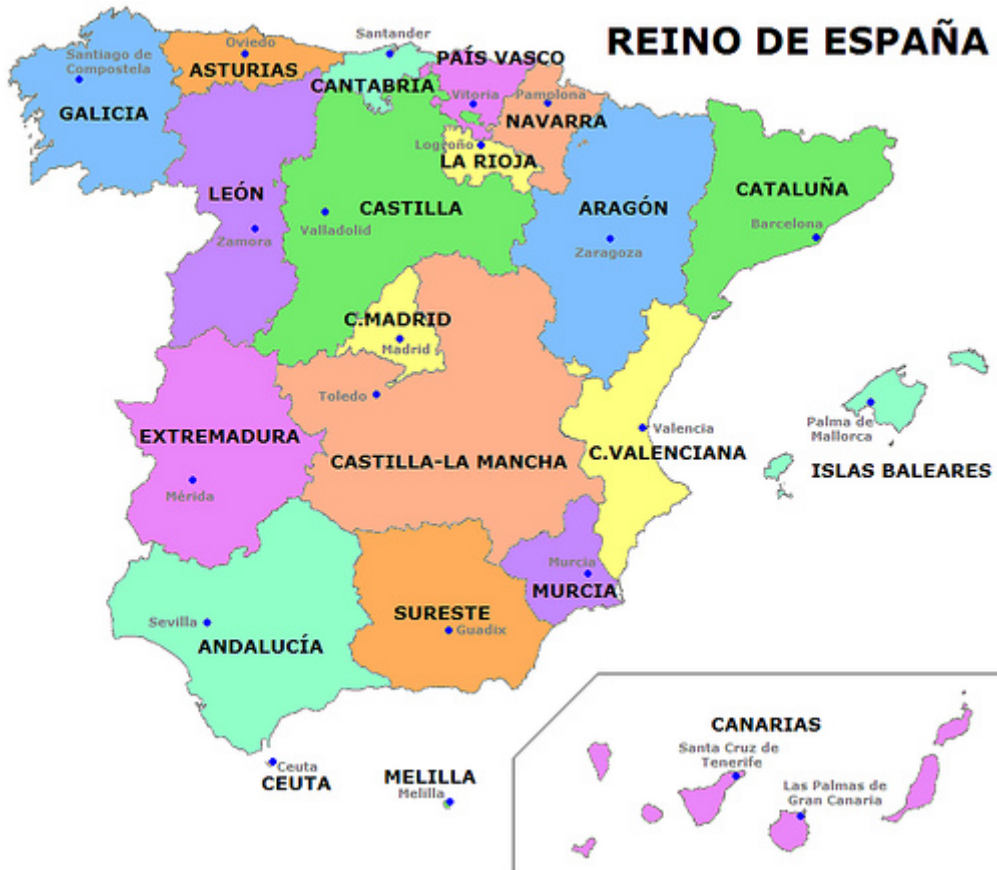 REINO DE ESPAÑA
Santiago de
Compostela
GALICIA
Oviedo
ASTURIAS
Santander
CANTABRIA
PAÍS VASCO
Vitoria
Pamplona
NAVARRA
Logroño
LA RIOJA
LEÓN
Zamora
CASTILLA
Valladolid
ARAGÓN
Zaragoza
CATALUÑA
Barcelona
C.MADRID
Madrid
Toledo
CASTILLA-LA MANCHA
EXTREMADURA
Mérida
Valencia
C.VALENCIANA
Palma de
Mallorca
ISLAS BALEARES
Murcia
MURCIA
Sevilla
ANDALUCÍA
SURESTE
Guadix
Ceuta
CEUTA
MELILLA
Melilla
CANARIAS
Santa Cruz de
Tenerife
Las Palmas de
Gran Canaria